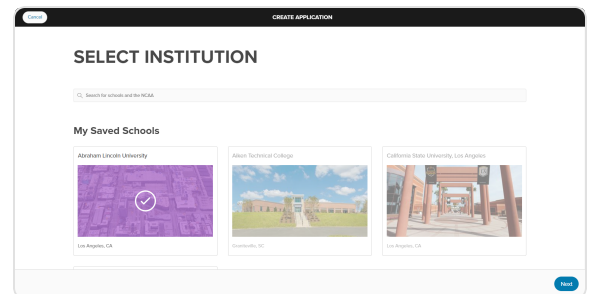 Cancel
CREATE APPLICATION
SELECT INSTITUTION
Search for schools and the NCAA
My Saved Schools
Abraham Lincoln University
Aiken Technical College
California State University, Los Angeles
Los Angeles, CA
Graniteville, SC
Los Angeles, CA
Next